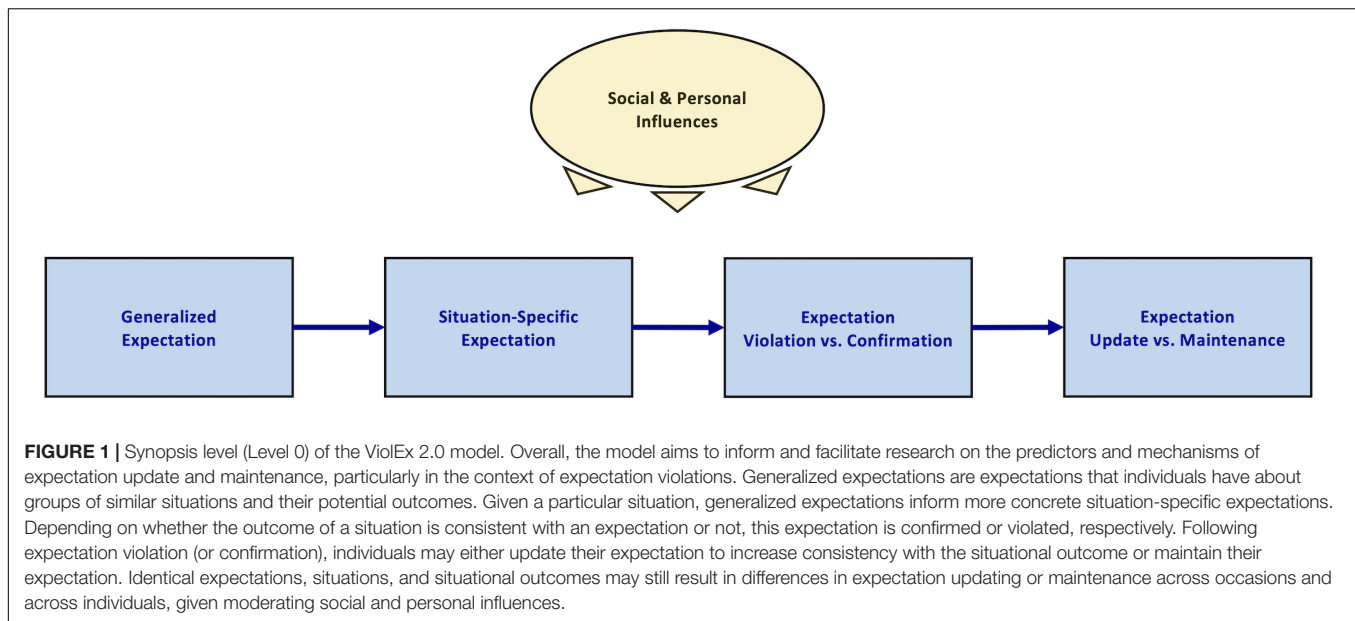 Social & Personal
Influences
Generalized
Expectation
Situation-Specific
Expectation
Expectation
Violation vs. Confirmation
Expectation
Update vs. Maintenance
FIGURE 1 | Synopsis level (Level 0) of the ViolEx 2.0 model. Overall, the model aims to inform and facilitate research on the predictors and mechanisms of
expectation update and maintenance, particularly in the context of expectation violations. Generalized expectations are expectations that individuals have about
groups of similar situations and their potential outcomes. Given a particular situation, generalized expectations inform more concrete situation-specific expectations.
Depending on whether the outcome of a situation is consistent with an expectation or not, this expectation is confirmed or violated, respectively. Following
expectation violation (or confirmation), individuals may either update their expectation to increase consistency with the situational outcome or maintain their
expectation. Identical expectations, situations, and situational outcomes may still result in differences in expectation updating or maintenance across occasions and
across individuals, given moderating social and personal influences.